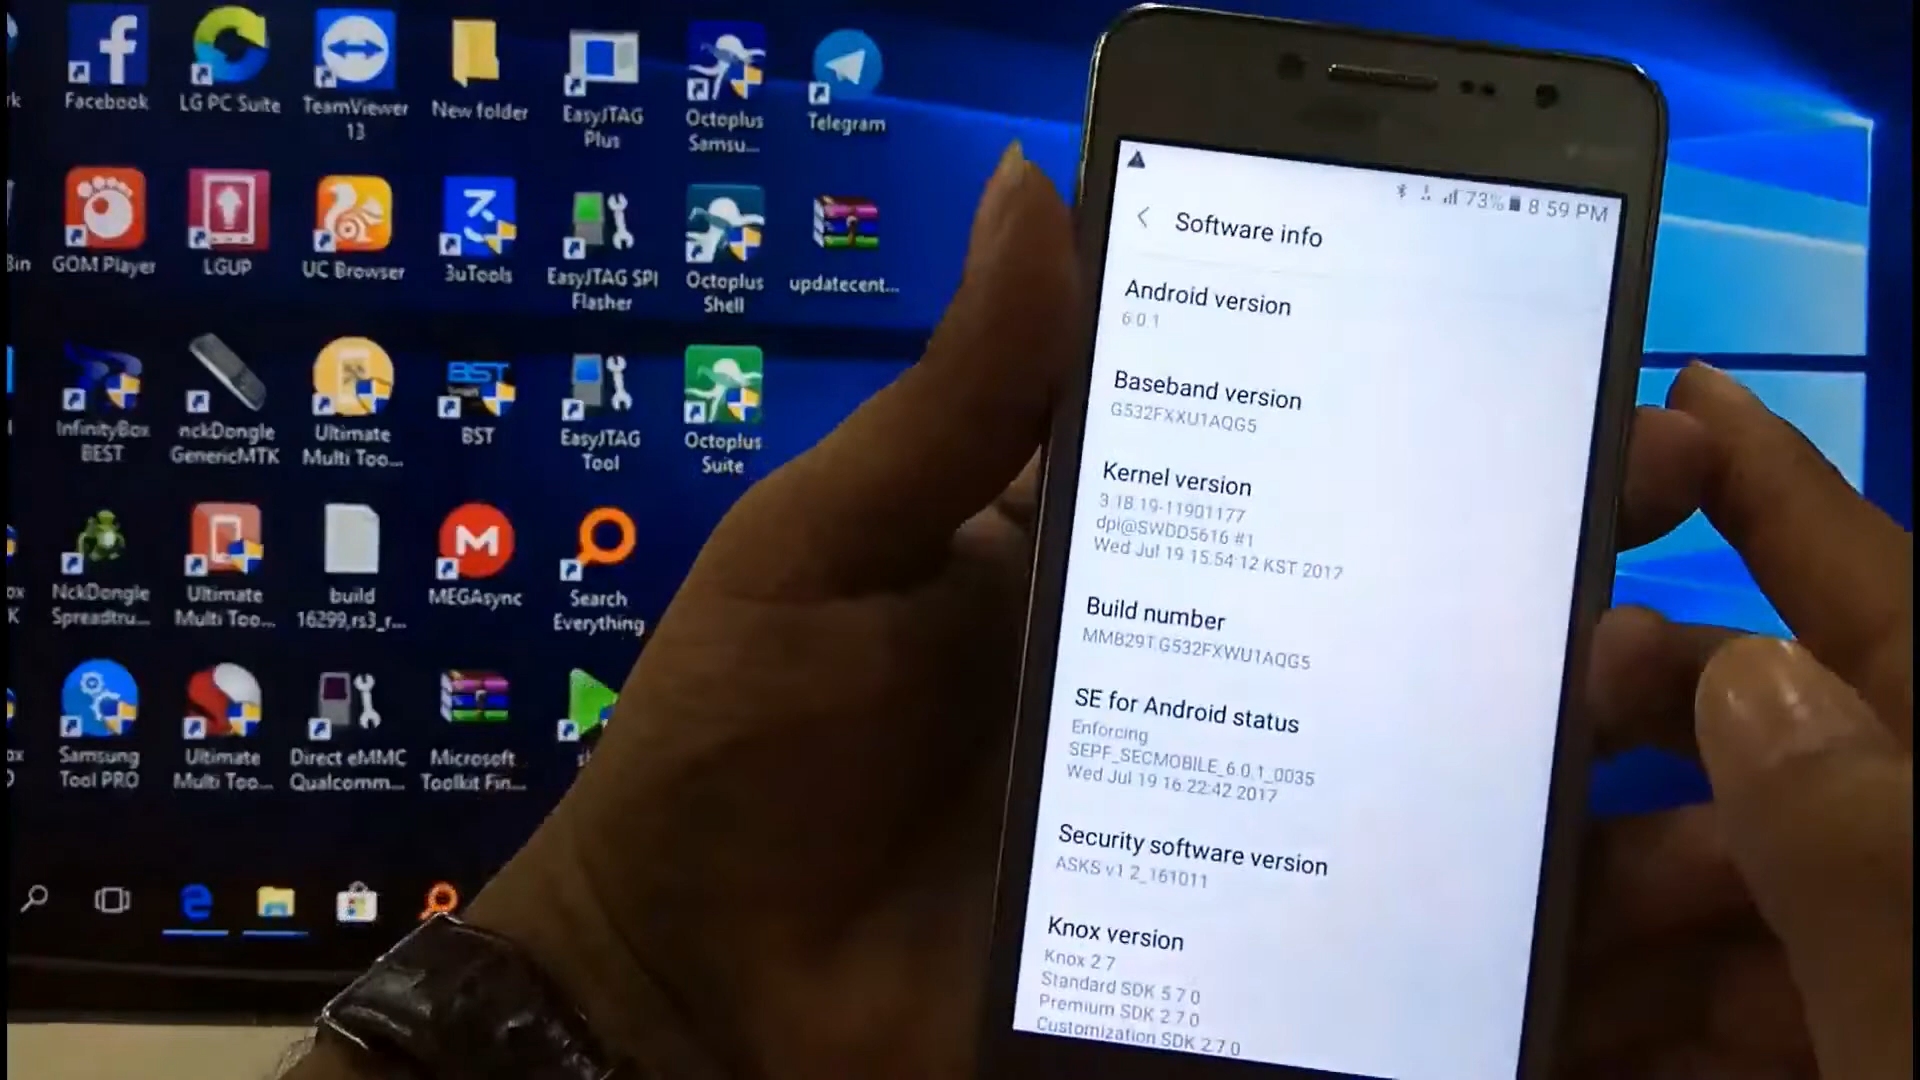 Facebook
LG PC Suite
TeamViewer
13
New folder
EasyJTAG
Plus
Octoplus
Samsu...
Telegram
GOM Player
LGUP
UC Browser
3uTools
EasyJTAG SPI
Flasher
Octoplus
Shell
updatecent...
InfinityBox
BEST
nckDongle
GenericMTK
Ultimate
Multi Too...
BST
BST
EasyJTAG
Tool
Octoplus
Suite
NckDongle
Spreadtru...
Ultimate
Multi Too...
build
16299,rs3_r...
MEGAsync
Search
Everything
Samsung
Tool PRO
Ultimate
Multi Too...
Direct eMMC
Qualcomm...
Microsoft
Toolkit Fin...
73% 8:59 PM
Software info
Android version
6.0.1
Baseband version
G532FXXU1AQG5
Kernel version
3.18.19-11901177
dpi@SWDD5616 #1
Wed Jul 19 15:54:12 KST 2017
Build number
MMB29T.G532FXWU1AQG5
SE for Android status
Enforcing
SEPF_SECMOBILE_6.0.1_0035
Wed Jul 19 16:22:42 2017
Security software version
ASKS v1.2_161011
Knox version
Knox 2.7
Standard SDK 5.7.0
Premium SDK 2.7.0
Customization SDK 2.7.0